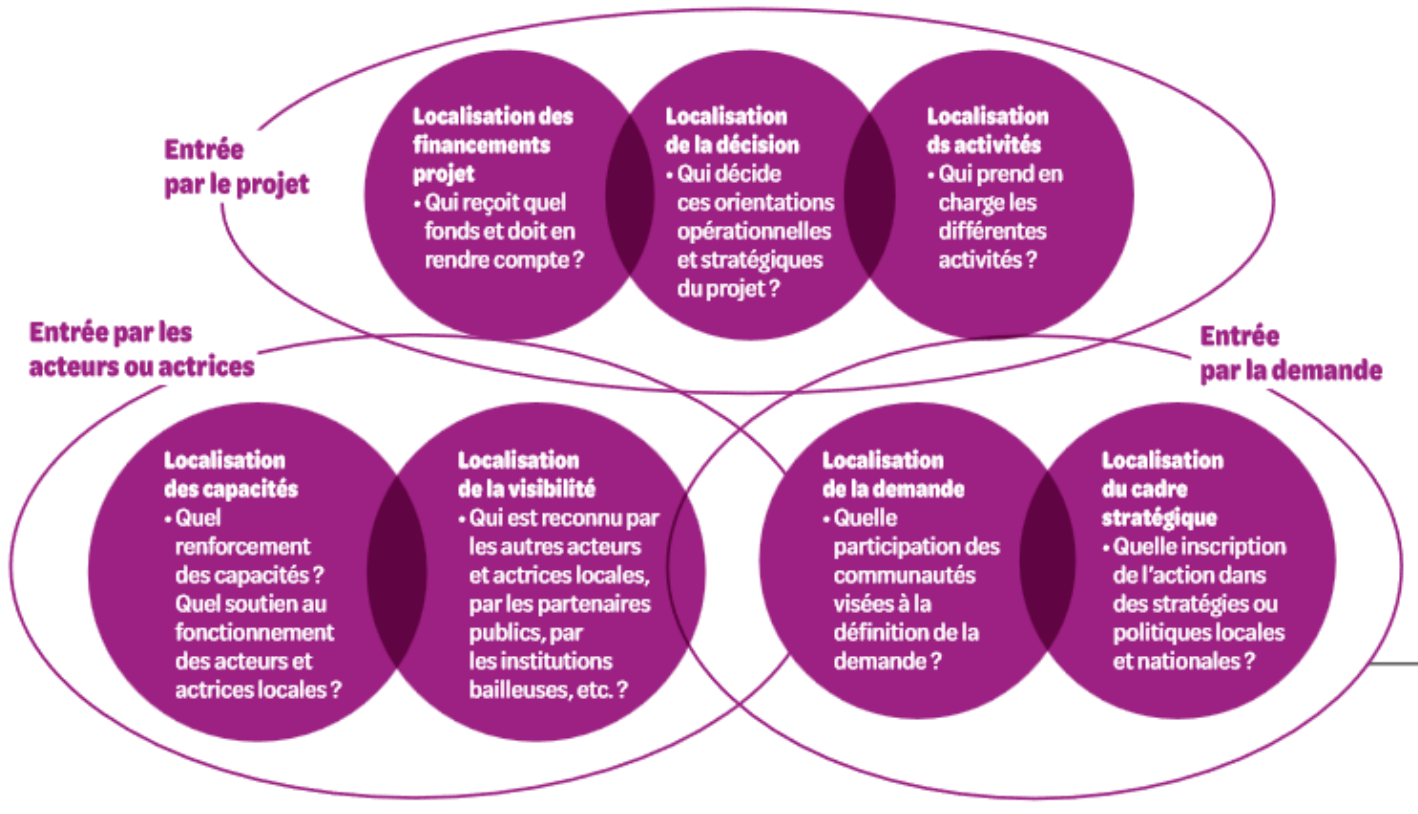 Entrée
par le projet
Localisation des
financements
projet
• Qui reçoit quel
fonds et doit en
rendre compte ?
Localisation
de la décision
• Qui décide
ces orientations
opérationnelles
et stratégiques
du projet ?
Localisation
ds activités
• Qui prend en
charge les
différentes
activités ?
Entrée par les
acteurs ou actrices
Localisation
des capacités
• Quel
renforcement
des capacités ?
Quel soutien au
fonctionnement
des acteurs et
actrices locales ?
Localisation
de la visibilité
• Qui est reconnu par
les autres acteurs
et actrices locales,
par les partenaires
publics, par
les institutions
bailleuses, etc. ?
Entrée
par la demande
Localisation
de la demande
• Quelle
participation des
communautés
visées à la
définition de la
demande ?
Localisation
du cadre
stratégique
• Quelle inscription
de l'action dans
des stratégies ou
politiques locales
et nationales ?